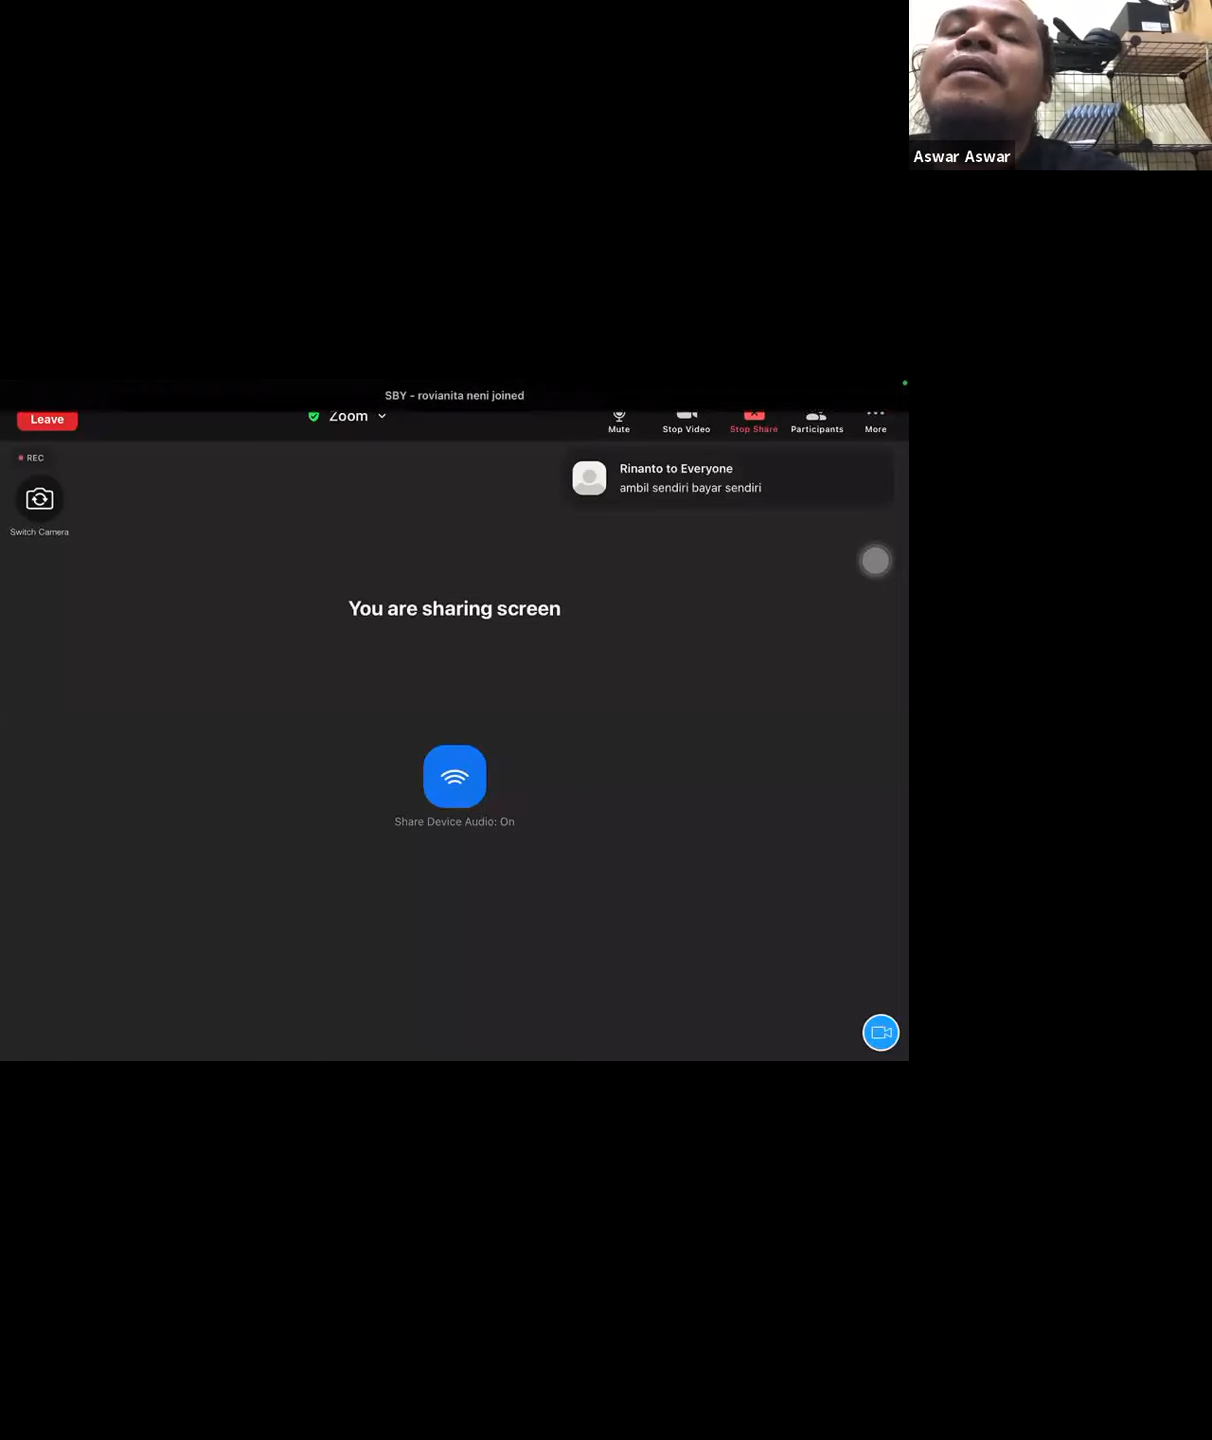 Aswar Aswar
SBY - rovianita neni joined
Leave
Zoom
Mute
Stop Video
Stop Share
Participants
More
REC
Rinanto to Everyone
ambil sendiri bayar sendiri
Switch Camera
You are sharing screen
Share Device Audio: On